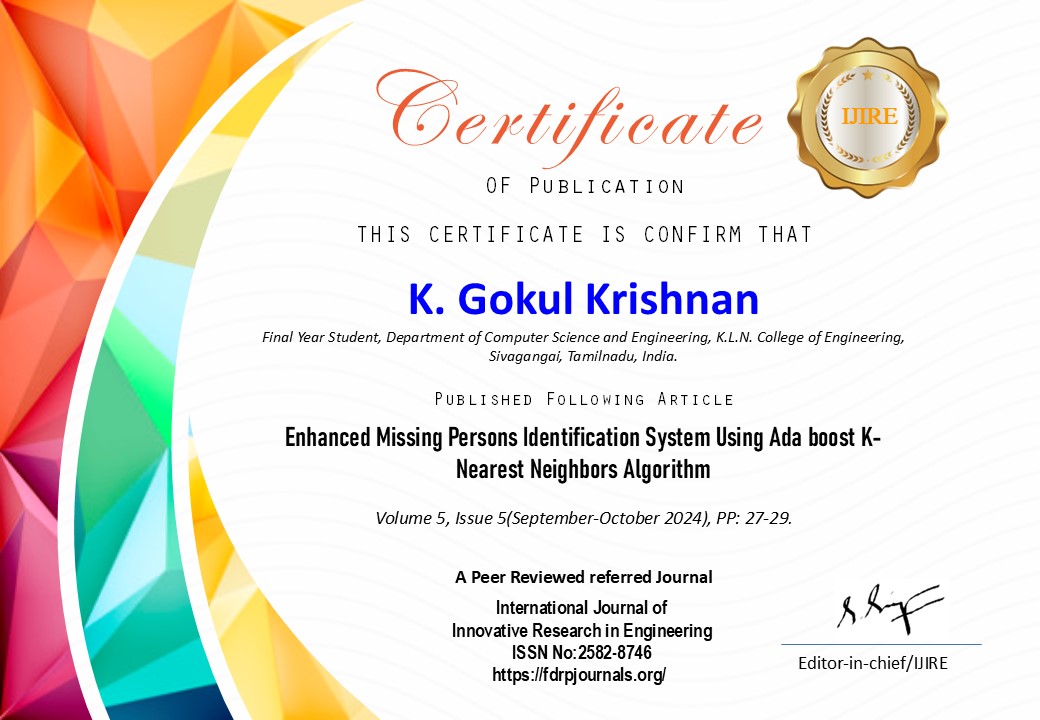 Certificate
IJIRE
OF PUBLICATION
THIS CERTIFICATE IS CONFIRM THAT
K. Gokul Krishnan
Final Year Student, Department of Computer Science and Engineering, K.L.N. College of Engineering,
Sivagangai, Tamilnadu, India.
PUBLISHED FOLLOWING ARTICLE
Enhanced Missing Persons Identification System Using Ada boost K-
Nearest Neighbors Algorithm
Volume 5, Issue 5(September-October 2024), PP: 27-29.
A Peer Reviewed referred Journal
International Journal of
Innovative Research in Engineering
ISSN No:2582-8746
https://fdrpjournals.org/
Editor-in-chief/IJIRE